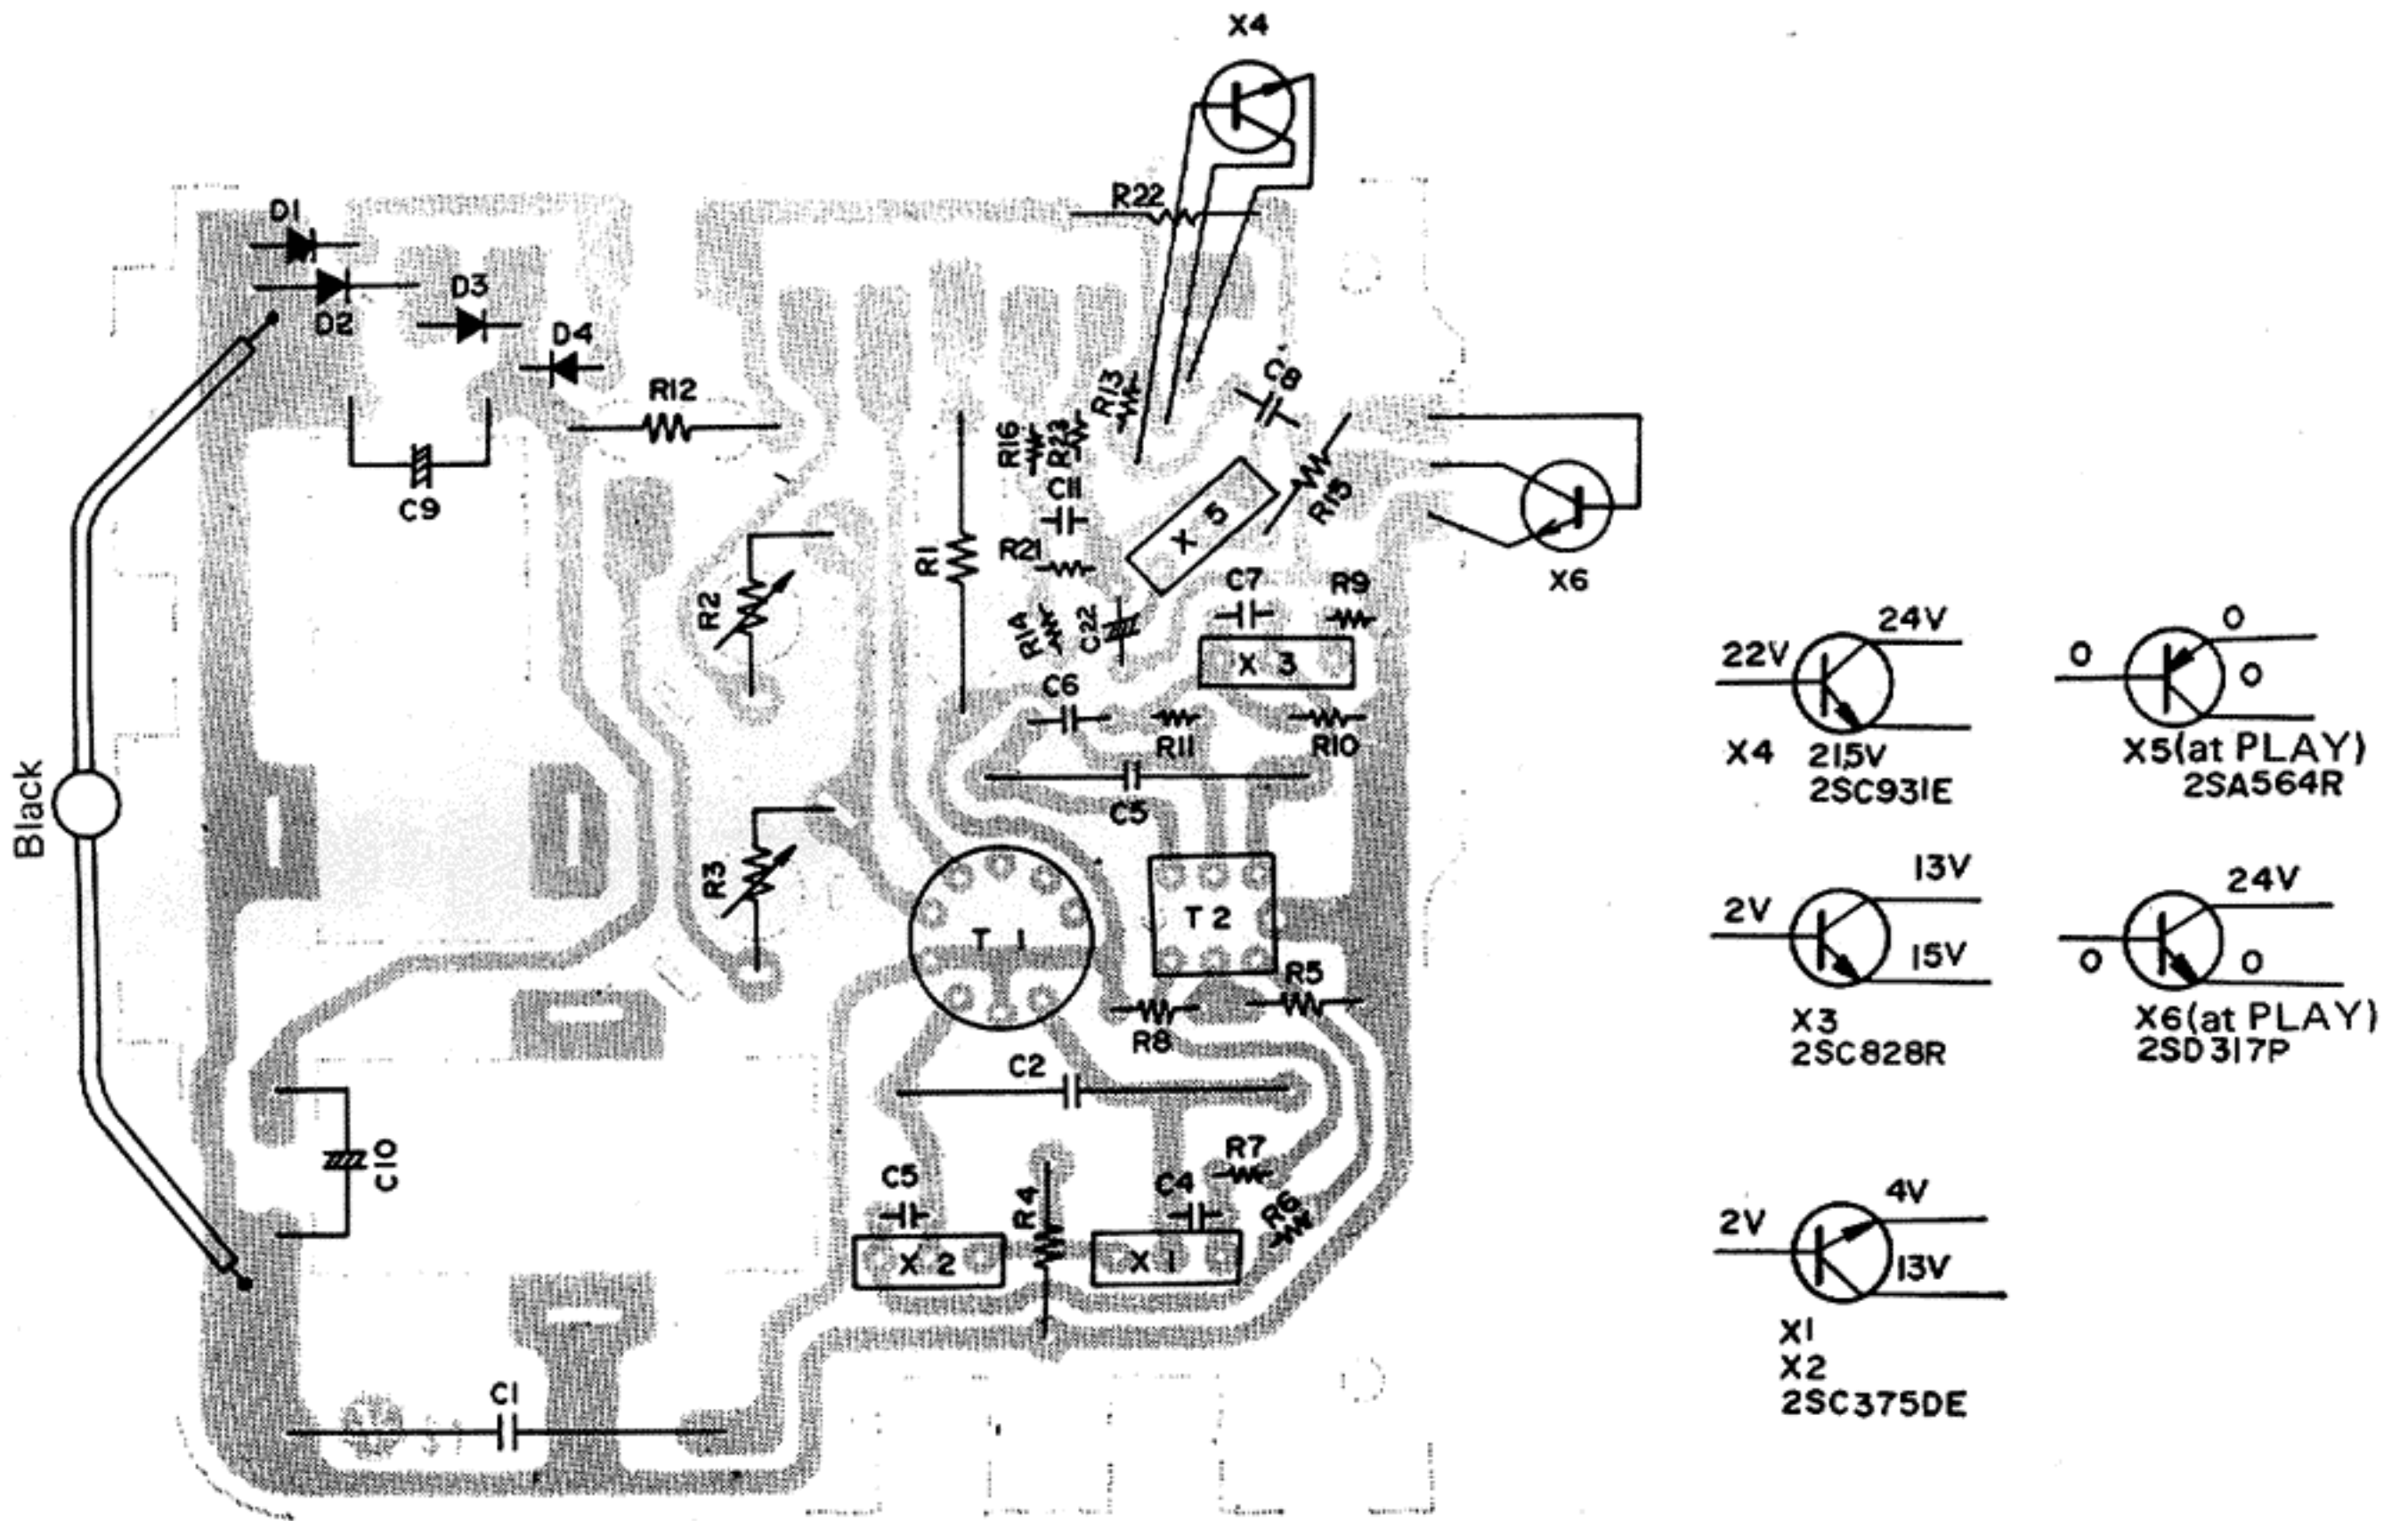 X4
R22
D1
D2
D3
D4
R12
C9
R13
C8
R16
R23
C11
R15
X 5
R21
R1
R2
R14
C22
C7
R9
X 3
X6
C6
R11
R10
C5
Black
R3
T 1
T 2
R5
R8
C2
C10
R7
C5
C4
R4
R6
X 2
X 1
C1
22V
24V
X4
21.5V
2SC931E
0
0
0
X5(at PLAY)
2SA564R
2V
13V
15V
X3
2SC828R
24V
0
0
X6(at PLAY)
2SD317P
2V
4V
13V
X1
X2
2SC375DE